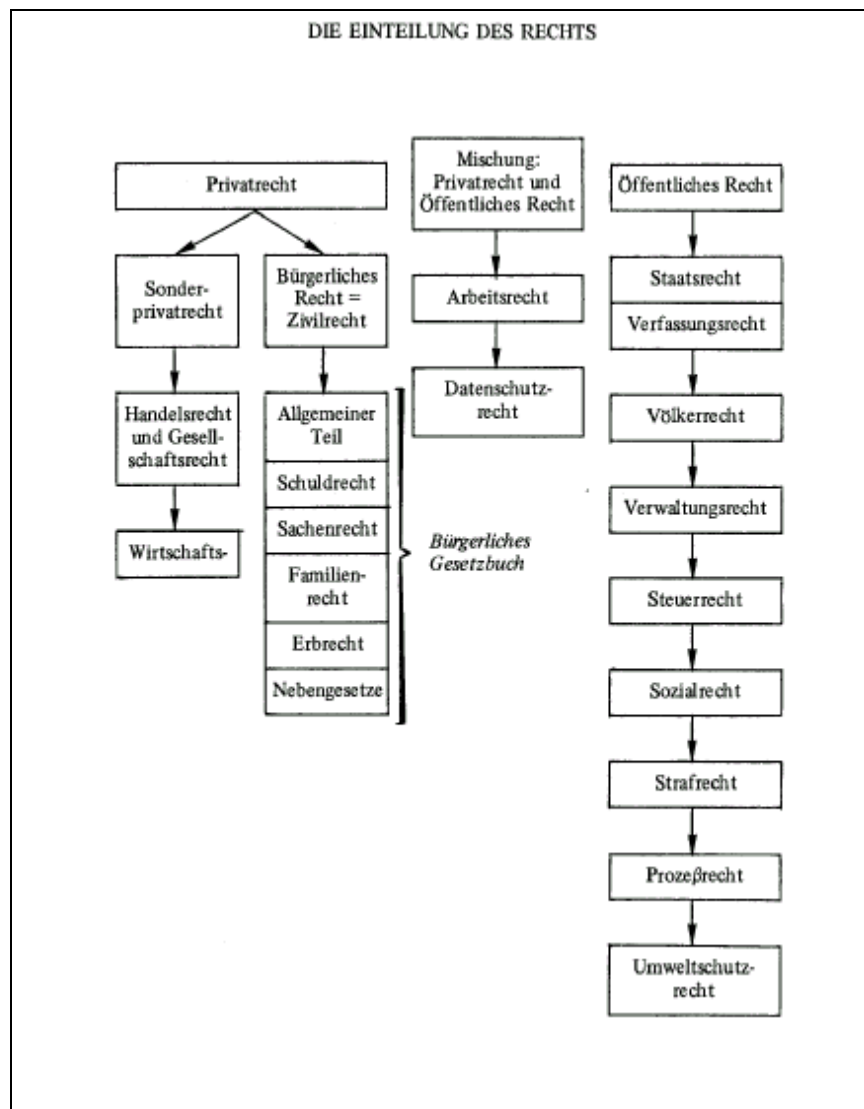 DIE EINTEILUNG DES RECHTS
Privatrecht
Sonder-
privatrecht
Handelsrecht
und Gesell-
schaftsrecht
Wirtschafts-
Bürgerliches
Recht =
Zivilrecht
Allgemeiner
Teil
Schuldrecht
Sachenrecht
Familien-
recht
Erbrecht
Nebengesetze
Bürgerliches
Gesetzbuch
Mischung:
Privatrecht und
Öffentliches Recht
Arbeitsrecht
Datenschutz-
recht
Öffentliches Recht
Staatsrecht
Verfassungsrecht
Völkerrecht
Verwaltungsrecht
Steuerrecht
Sozialrecht
Strafrecht
Prozeβrecht
Umweltschutz-
recht